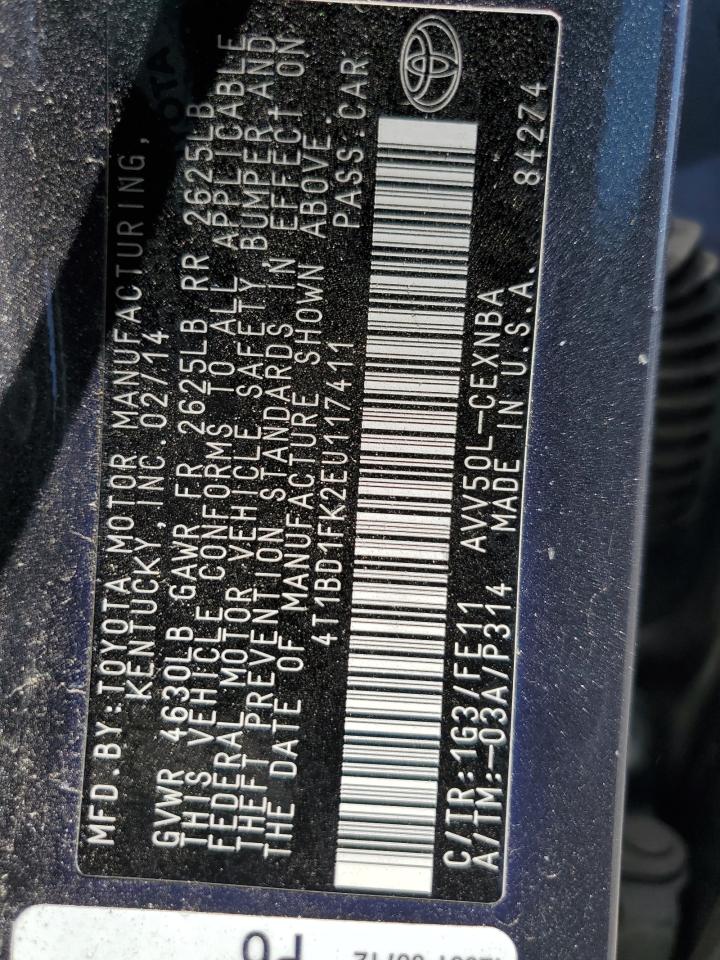 MFD.BY:TOYOTA MOTOR MANUFACTURING,
KENTUCKY,INC.02/14
GVWR 4630LB GAWR FR 2625LB RR 2625LB
THIS VEHICLE CONFORMS TO ALL APPLICABLE
FEDERAL MOTOR VEHICLE SAFETY BUMPER,AND
THEFT PREVENTION STANDARDS IN EFFECT ON
THE DATE OF MANUFACTURE SHOWN ABOVE.
4T1BD1FK2EU117411 PASS.CAR
C/TR:1G3/FE11 AVV50L-CEXNBA
A/TM:-03A/P314 MADE IN U.S.A. 84274